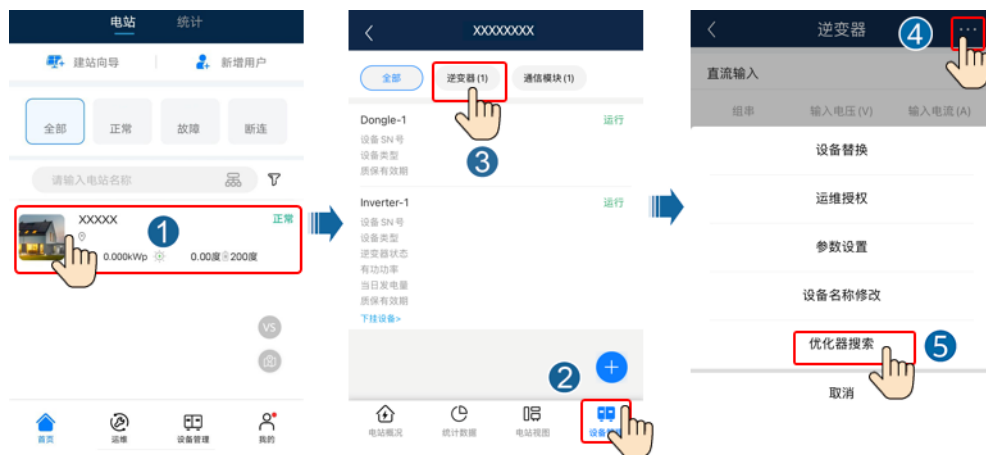 电站 统计
建站向导 新增用户
全部 正常 故障 断连
请输入电站名称
XXXXX 正常
1
0.000kWp 0.00度 200度
VS
首页 运维 设备管理 我的
XXXXXXXX
全部 逆变器 (1) 通信模块 (1)
3
Dongle-1 运行
设备 SN 号
设备类型
质保有效期
Inverter-1 运行
设备 SN 号
设备类型
逆变器状态
有功功率
当日发电量
质保有效期
下挂设备>
2
+
电站概况 统计数据 电站视图 设备管理
逆变器 4 ...
直流输入
组串 输入电压 (V) 输入电流 (A)
设备替换
运维授权
参数设置
设备名称修改
优化器搜索 5
取消